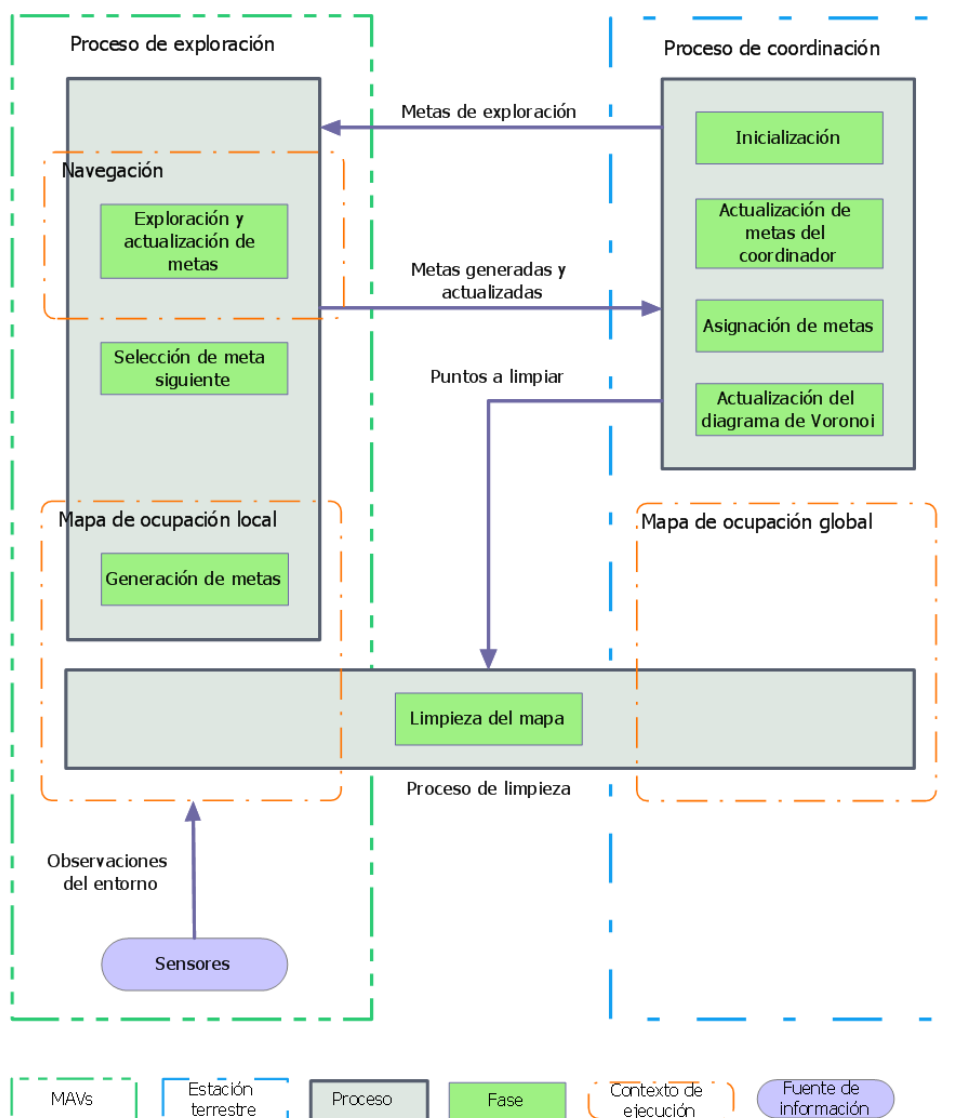 Proceso de exploración
Proceso de coordinación
Metas de exploración
Inicialización
Navegación
Exploración y
actualización de
metas
Actualización de
metas del
coordinador
Metas generadas y
actualizadas
Asignación de metas
Selección de meta
siguiente
Puntos a limpiar
Actualización del
diagrama de Voronoi
Mapa de ocupación local
Mapa de ocupación global
Generación de metas
Limpieza del mapa
Proceso de limpieza
Observaciones
del entorno
Sensores
MAVs
Estación
terrestre
Proceso
Fase
Contexto de
ejecución
Fuente de
información